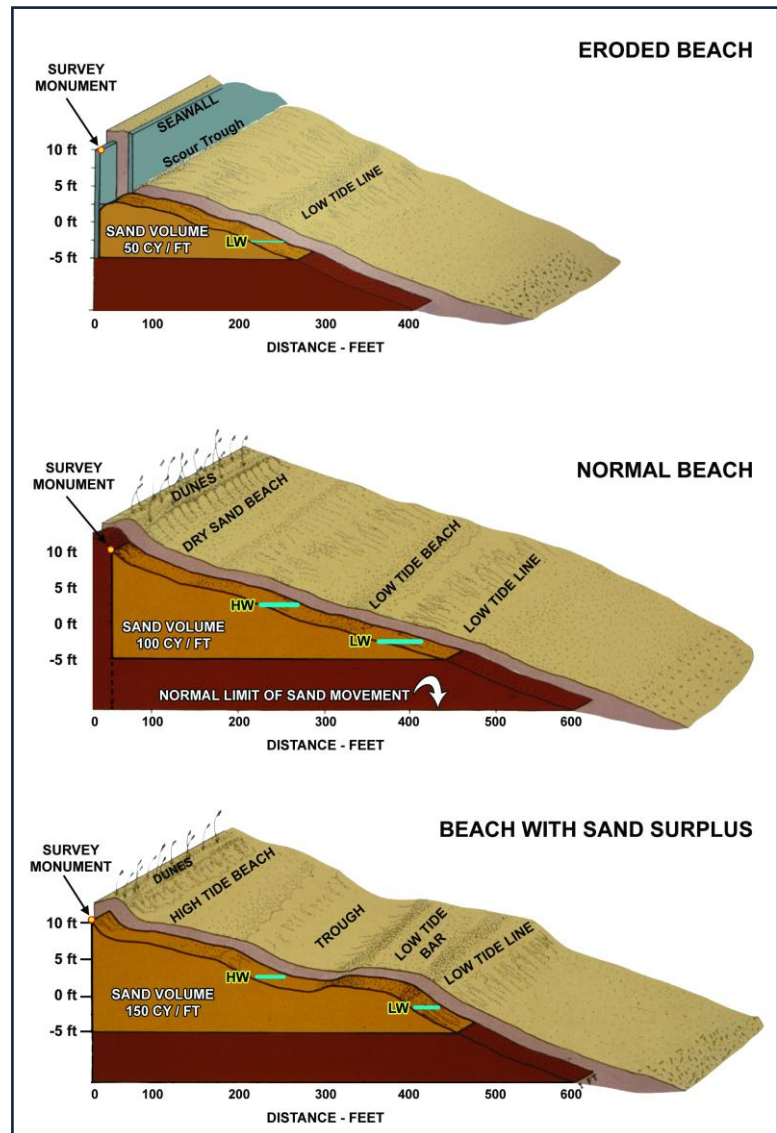 ERODED BEACH
SURVEY
MONUMENT
SEAWALL
Scour Trough
LOW TIDE LINE
10 ft
5 ft
0 ft
-5 ft
SAND VOLUME
50 CY / FT
LW
0 100 200 300 400
DISTANCE - FEET
NORMAL BEACH
SURVEY
MONUMENT
DUNES
DRY SAND BEACH
LOW TIDE BEACH
LOW TIDE LINE
10 ft
5 ft
0 ft
-5 ft
HW
SAND VOLUME
100 CY / FT
LW
NORMAL LIMIT OF SAND MOVEMENT
0 100 200 300 400 500 600
DISTANCE - FEET
BEACH WITH SAND SURPLUS
SURVEY
MONUMENT
DUNES
HIGH TIDE BEACH
TROUGH
LOW TIDE
BAR
LOW TIDE LINE
10 ft
5 ft
0 ft
-5 ft
HW
SAND VOLUME
150 CY / FT
LW
0 100 200 300 400 500 600
DISTANCE - FEET